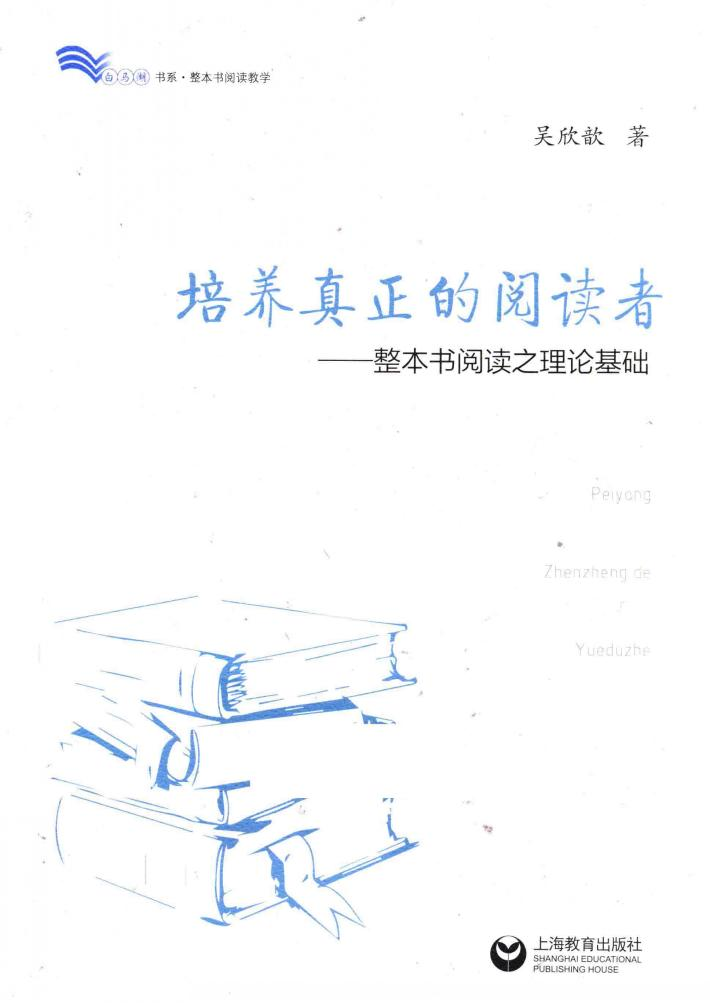 白马湖 书系·整本书阅读教学
吴欣歆 著
培养真正的阅读者
——整本书阅读之理论基础
Peiyang
Zhenzheng de
Yueduzhe
上海教育出版社
SHANGHAI EDUCATIONAL
PUBLISHING HOUSE